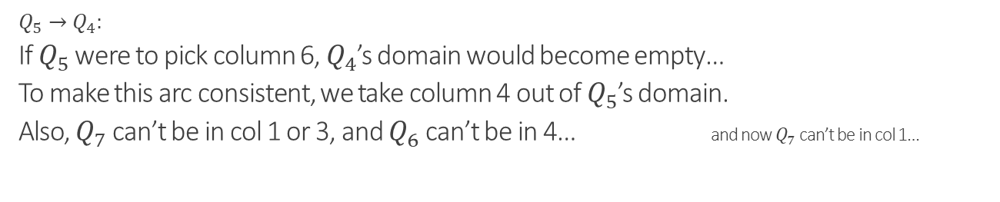 Q₅ → Q₄:
If Q₅ were to pick column 6, Q₄’s domain would become empty…
To make this arc consistent, we take column 4 out of Q₅’s domain.
Also, Q₇ can’t be in col 1 or 3, and Q₆ can’t be in 4…
and now Q₇ can’t be in col 1…